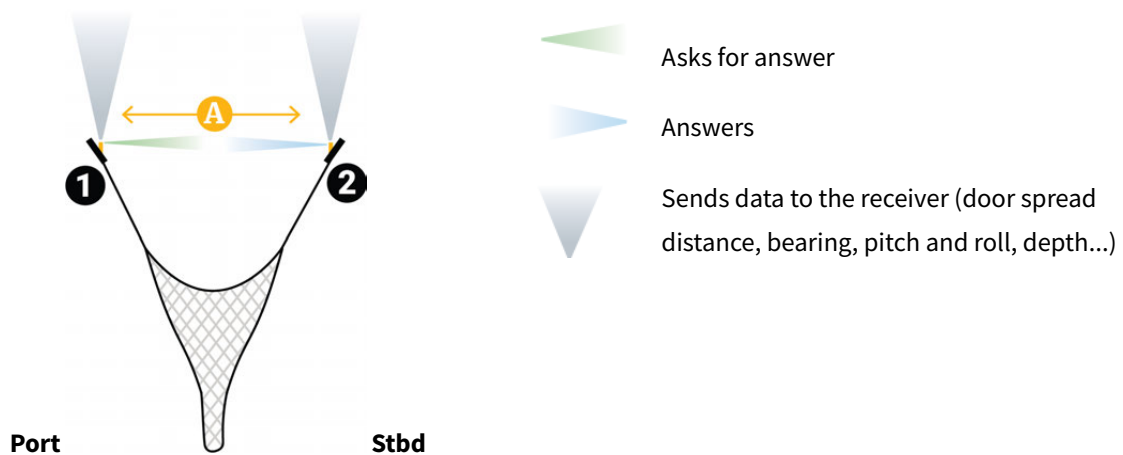 A
1
2
Port
Stbd
Asks for answer
Answers
Sends data to the receiver (door spread
distance, bearing, pitch and roll, depth...)